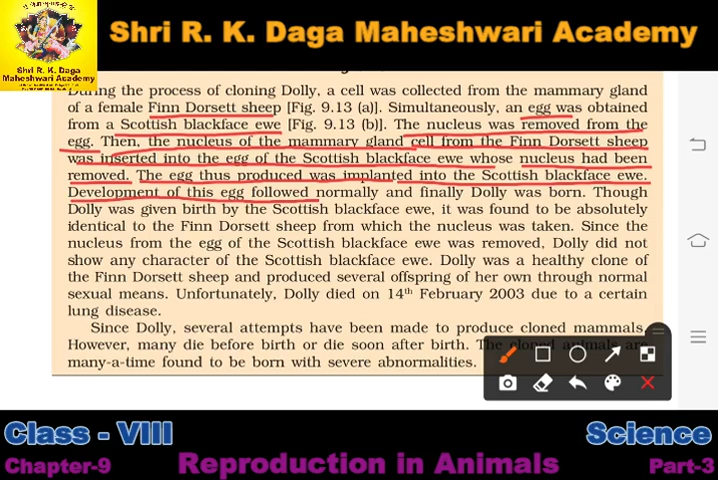 Shri R. K. Daga Maheshwari Academy
Shri R. K. Daga
Maheshwari Academy
During the process of cloning Dolly, a cell was collected from the mammary gland
of a female Finn Dorsett sheep [Fig. 9.13 (a)]. Simultaneously, an egg was obtained
from a Scottish blackface ewe [Fig. 9.13 (b)]. The nucleus was removed from the
egg. Then, the nucleus of the mammary gland cell from the Finn Dorsett sheep
was inserted into the egg of the Scottish blackface ewe whose nucleus had been
removed. The egg thus produced was implanted into the Scottish blackface ewe.
Development of this egg followed normally and finally Dolly was born. Though
Dolly was given birth by the Scottish blackface ewe, it was found to be absolutely
identical to the Finn Dorsett sheep from which the nucleus was taken. Since the
nucleus from the egg of the Scottish blackface ewe was removed, Dolly did not
show any character of the Scottish blackface ewe. Dolly was a healthy clone of
the Finn Dorsett sheep and produced several offspring of her own through normal
sexual means. Unfortunately, Dolly died on 14th February 2003 due to a certain
lung disease.
Since Dolly, several attempts have been made to produce cloned mammals.
However, many die before birth or die soon after birth. The cloned animals are
many-a-time found to be born with severe abnormalities.
Class - VIII
Science
Chapter-9
Reproduction in Animals
Part-3